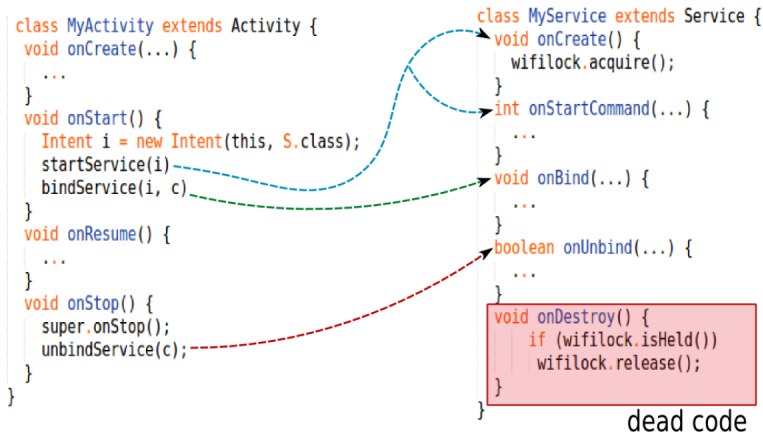 class MyActivity extends Activity {
void onCreate(...) {
...
}
void onStart() {
Intent i = new Intent(this, S.class);
startService(i)
bindService(i, c)
}
void onResume() {
...
}
void onStop() {
super.onStop();
unbindService(c);
}
}
class MyService extends Service {
void onCreate() {
wifilock.acquire();
}
int onStartCommand(...) {
...
}
void onBind(...) {
...
}
boolean onUnbind(...) {
...
}
void onDestroy() {
if (wifilock.isHeld())
wifilock.release();
}
}
dead code